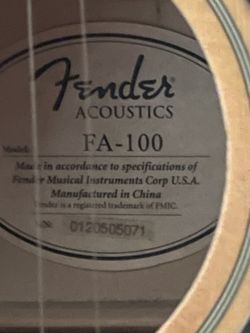 Fender
ACOUSTICS
Model: FA-100
Made in accordance to specifications of
Fender Musical Instruments Corp U.S.A.
Manufactured in China
Fender is a registered trademark of FMIC.
S/N: 0120505071